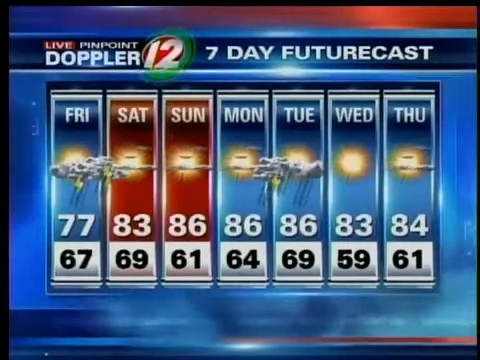 LIVE PINPOINT
DOPPLER 12 7 DAY FUTURECAST
FRI SAT SUN MON TUE WED THU
77 83 86 86 86 83 84
67 69 61 64 69 59 61